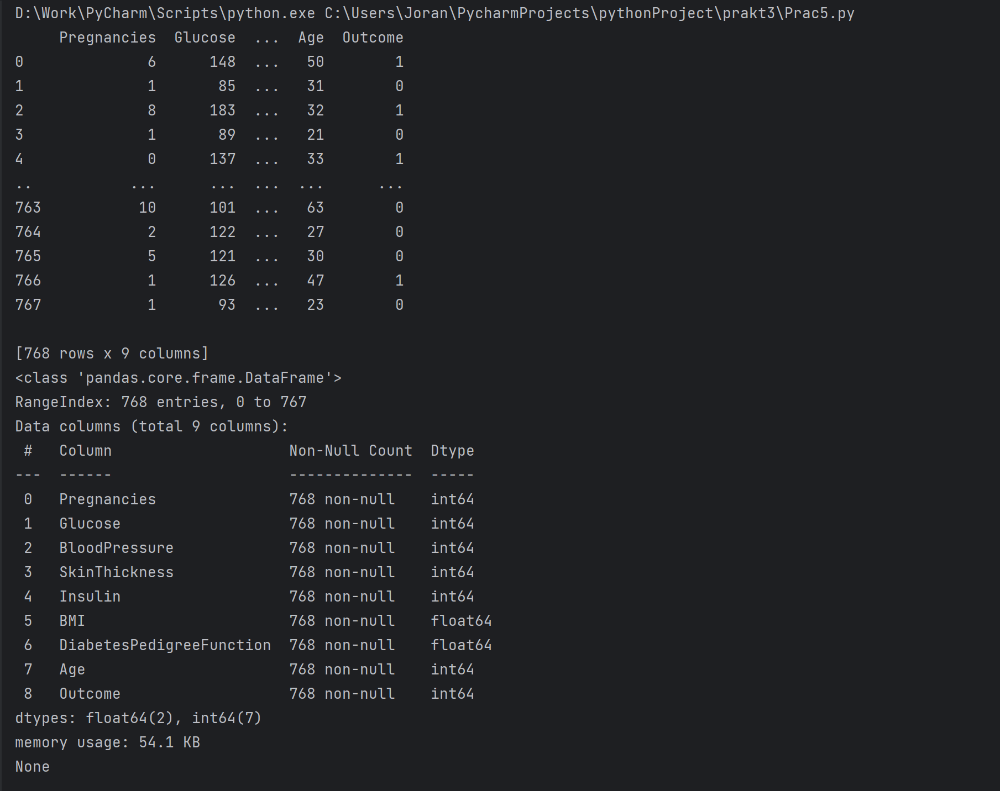 D:\Work\PyCharm\Scripts\python.exe C:\Users\Joran\PycharmProjects\pythonProject\prakt3\Prac5.py
     Pregnancies  Glucose  ...  Age  Outcome
0              6      148  ...   50        1
1              1       85  ...   31        0
2              8      183  ...   32        1
3              1       89  ...   21        0
4              0      137  ...   33        1
..           ...      ...  ...  ...      ...
763           10      101  ...   63        0
764            2      122  ...   27        0
765            5      121  ...   30        0
766            1      126  ...   47        1
767            1       93  ...   23        0

[768 rows x 9 columns]
<class 'pandas.core.frame.DataFrame'>
RangeIndex: 768 entries, 0 to 767
Data columns (total 9 columns):
 #   Column                    Non-Null Count  Dtype
---  ------                    --------------  -----
 0   Pregnancies               768 non-null    int64
 1   Glucose                   768 non-null    int64
 2   BloodPressure             768 non-null    int64
 3   SkinThickness             768 non-null    int64
 4   Insulin                   768 non-null    int64
 5   BMI                       768 non-null    float64
 6   DiabetesPedigreeFunction  768 non-null    float64
 7   Age                       768 non-null    int64
 8   Outcome                   768 non-null    int64
dtypes: float64(2), int64(7)
memory usage: 54.1 KB
None